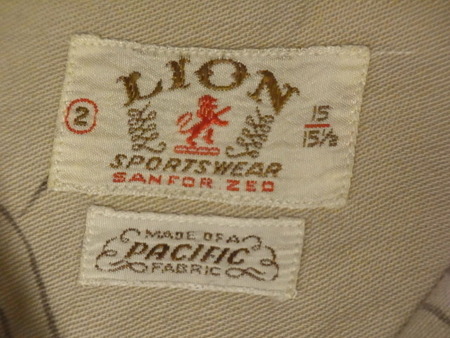 LION
2
15
15½
SPORTSWEAR
SANFOR ZED
MADE OF A
PACIFIC
FABRIC